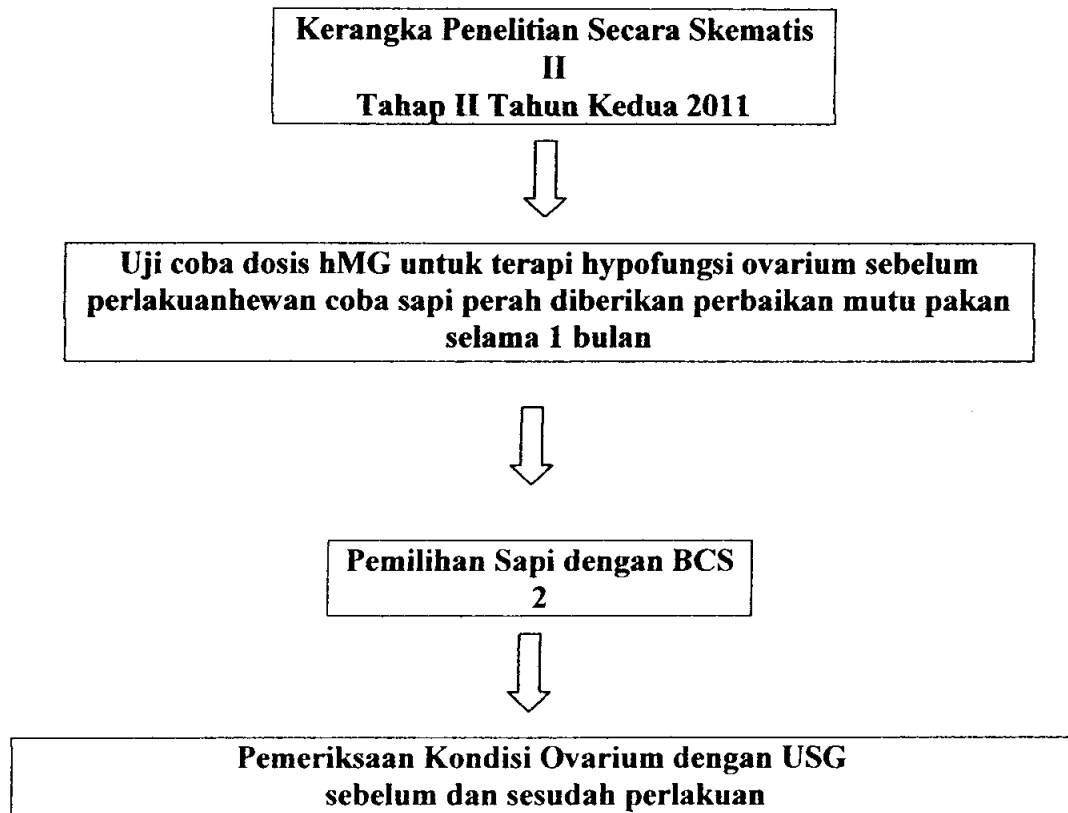 Kerangka Penelitian Secara Skematis
II
Tahap II Tahun Kedua 2011
Uji coba dosis hMG untuk terapi hypofungsi ovarium sebelum
perlakuanhewan coba sapi perah diberikan perbaikan mutu pakan
selama 1 bulan
Pemilihan Sapi dengan BCS
2
Pemeriksaan Kondisi Ovarium dengan USG
sebelum dan sesudah perlakuan